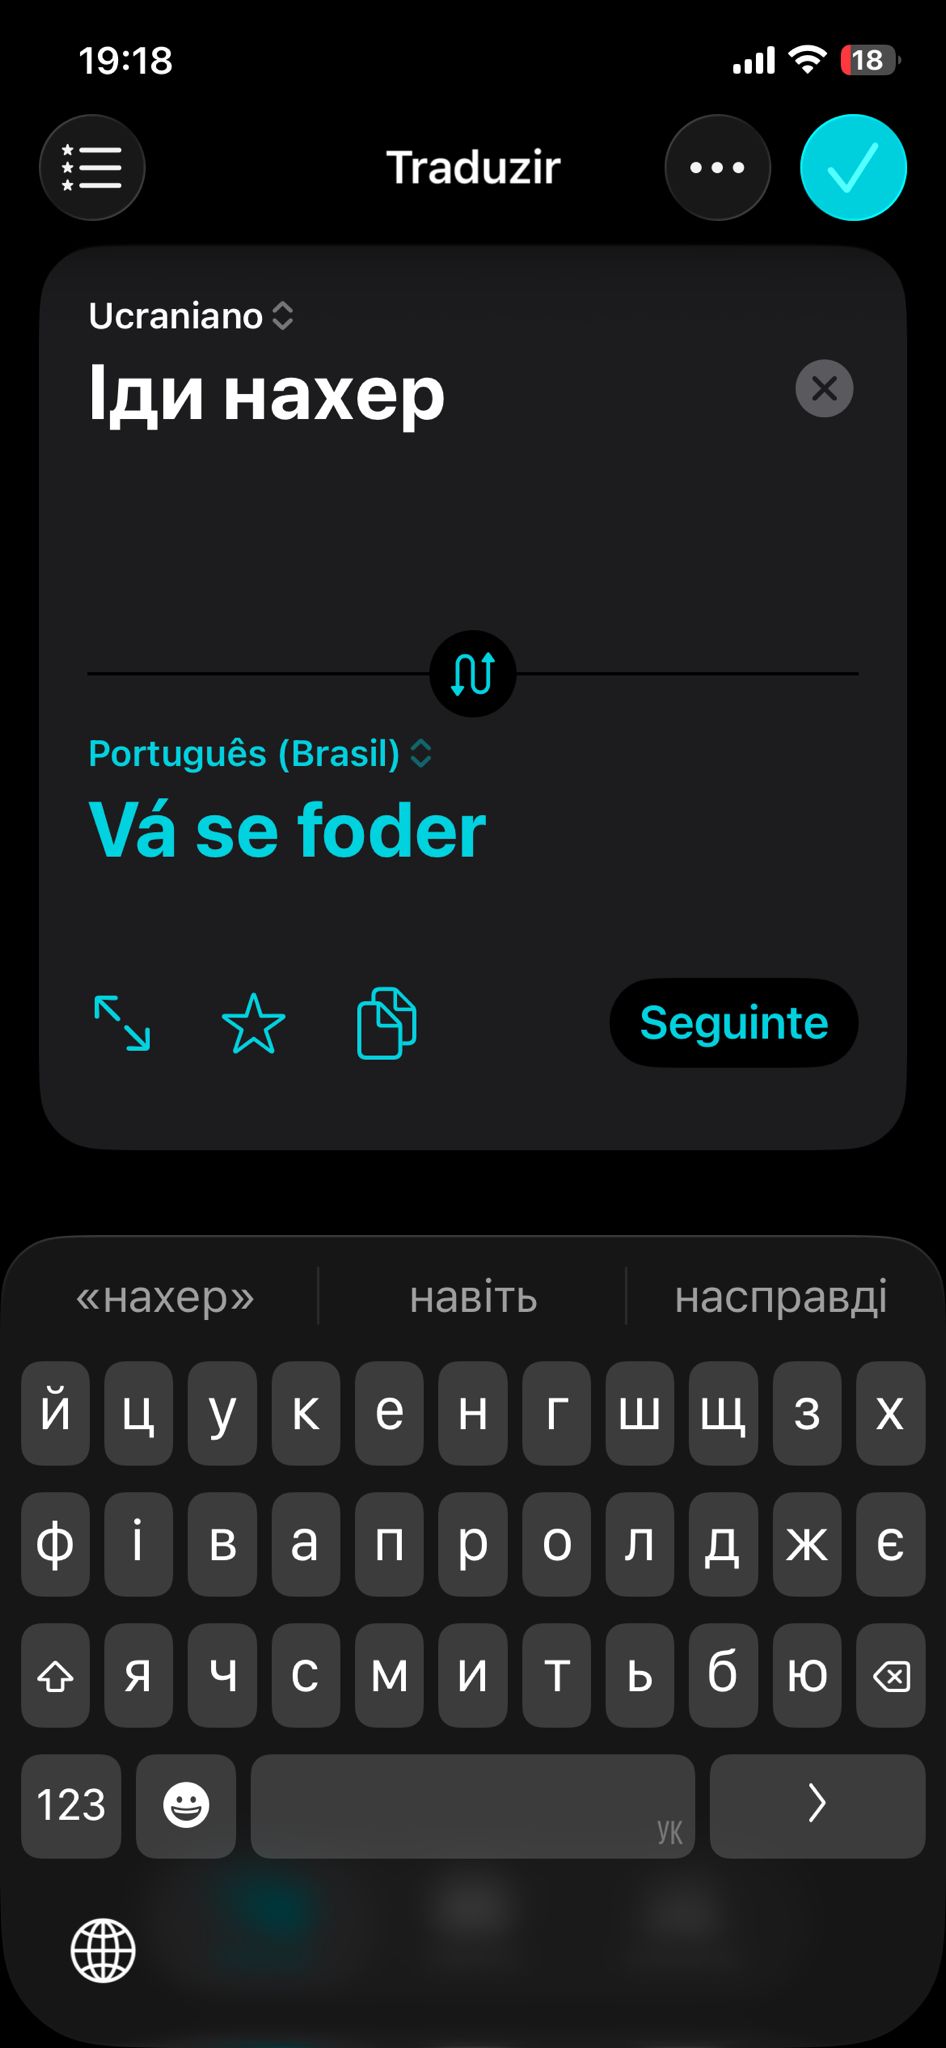 19:18
18
Traduzir
Ucraniano
Іди нахер
Português (Brasil)
Vá se foder
Seguinte
«нахер» навіть насправді
й ц у к е н г ш щ з х
ф і в а п р о л д ж є
я ч с м и т ь б ю
123
УК